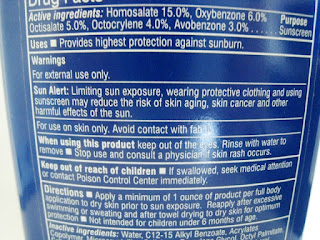 Drug Facts
Active ingredients: Homosalate 15.0%, Oxybenzone 6.0% Purpose
Octisalate 5.0%, Octocrylene 4.0%, Avobenzone 3.0% ...... Sunscreen
Uses ■ Provides highest protection against sunburn.
Warnings
For external use only.
Sun Alert: Limiting sun exposure, wearing protective clothing and using
sunscreen may reduce the risk of skin aging, skin cancer and other
harmful effects of the sun.
For use on skin only. Avoid contact with
When using this product keep out of the eyes. Rinse with water to
remove ■ Stop use and consult a physician if skin rash occurs.
Keep out of reach of children ■ If swallowed, seek medical attention
or contact Poison Control Center immediately.
Directions ■ Apply a minimum of 1 ounce of product per full body
application to dry skin prior to sun exposure. Reapply after excessive
swimming or sweating and after towel drying to dry skin for optimum
protection ■ Not intended for children under 6 months of age.
Inactive ingredients: Water, C12-15 Alkyl Benzoate, Acrylates
Glycol, Octyl Palmitate